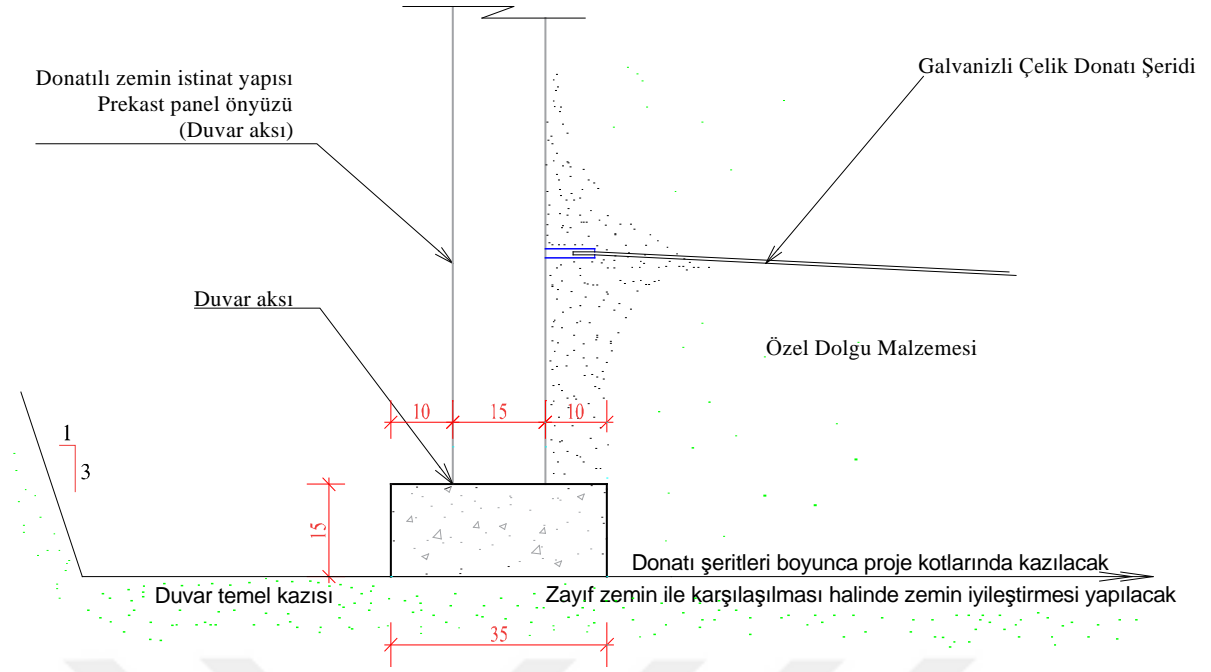 Donatılı zemin istinat yapısı
Prekast panel önyüzü
(Duvar aksı)
Galvanizli Çelik Donatı Şeridi
Duvar aksı
Özel Dolgu Malzemesi
10
15
10
1
3
15
Donatı şeritleri boyunca proje kotlarında kazılacak
Duvar temel kazısı
Zayıf zemin ile karşılaşılması halinde zemin iyileştirmesi yapılacak
35